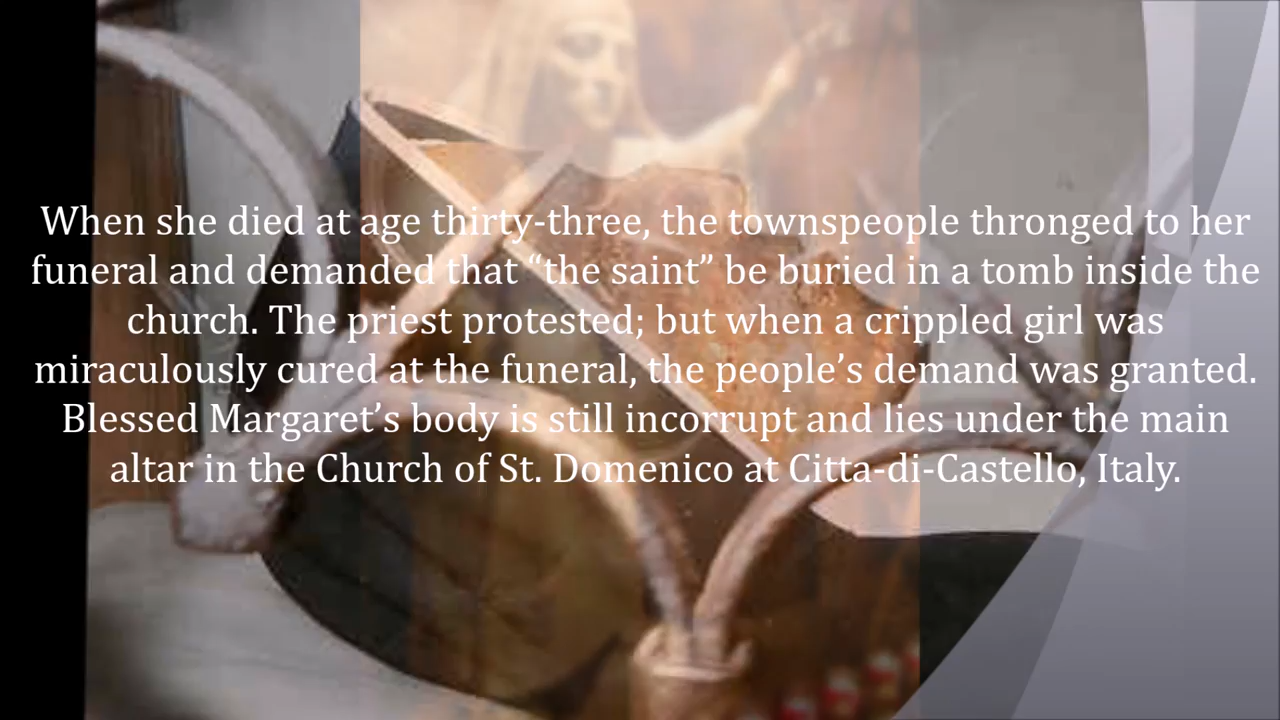 When she died at age thirty-three, the townspeople thronged to her
funeral and demanded that “the saint” be buried in a tomb inside the
church. The priest protested; but when a crippled girl was
miraculously cured at the funeral, the people’s demand was granted.
Blessed Margaret’s body is still incorrupt and lies under the main
altar in the Church of St. Domenico at Citta-di-Castello, Italy.